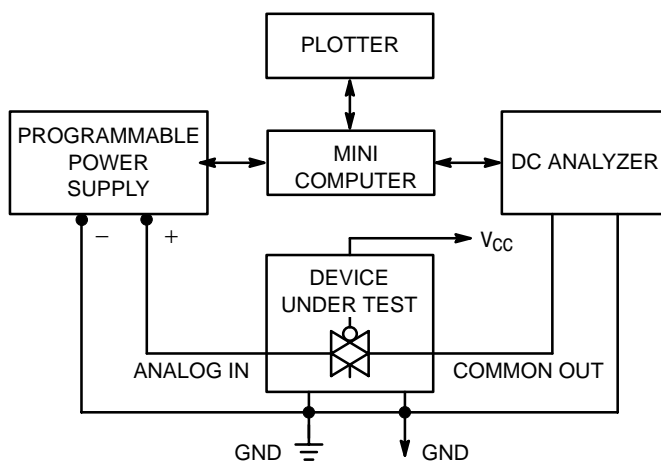 PLOTTER
PROGRAMMABLE
POWER
SUPPLY
MINI
COMPUTER
DC ANALYZER
− +
VCC
DEVICE
UNDER TEST
ANALOG IN
COMMON OUT
GND
GND